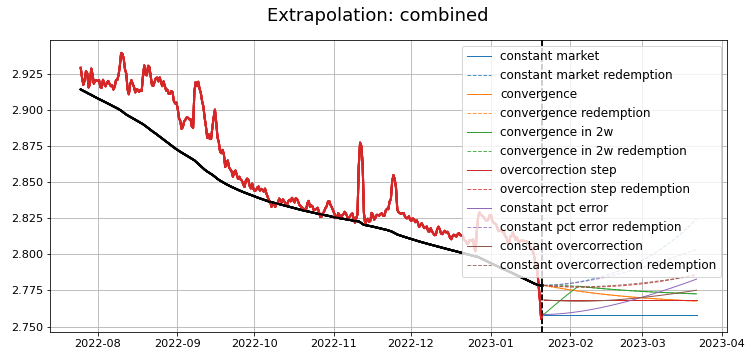 Extrapolation: combined
constant market
constant market redemption
convergence
convergence redemption
convergence in 2w
convergence in 2w redemption
overcorrection step
overcorrection step redemption
constant pct error
constant pct error redemption
constant overcorrection
constant overcorrection redemption
2.925
2.900
2.875
2.850
2.825
2.800
2.775
2.750
2022-08 2022-09 2022-10 2022-11 2022-12 2023-01 2023-02 2023-03 2023-04